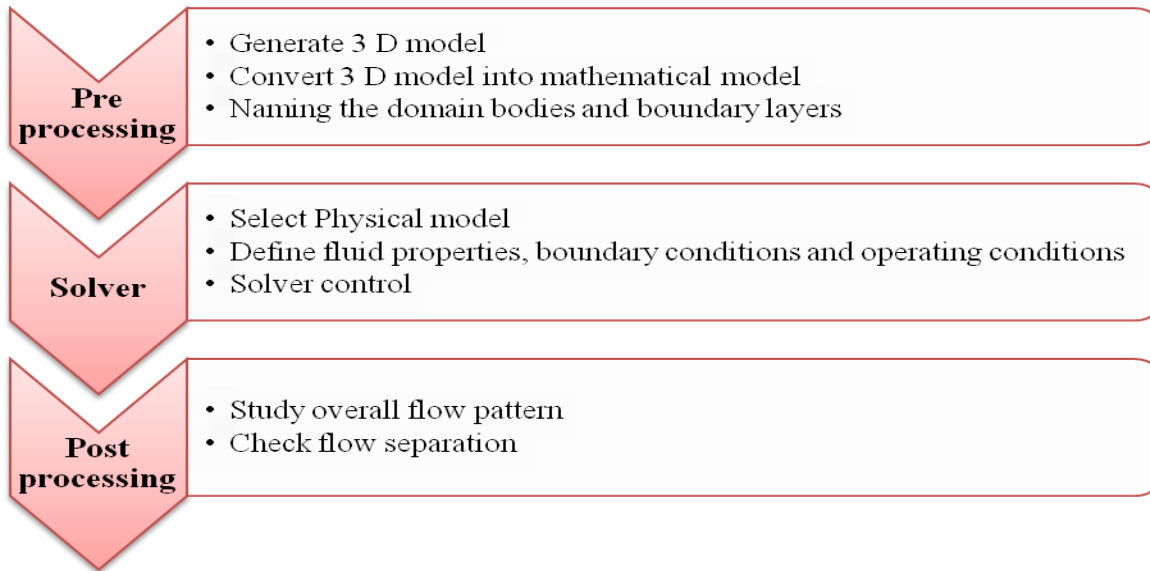 Pre
processing
• Generate 3 D model
• Convert 3 D model into mathematical model
• Naming the domain bodies and boundary layers
Solver
• Select Physical model
• Define fluid properties, boundary conditions and operating conditions
• Solver control
Post
processing
• Study overall flow pattern
• Check flow separation